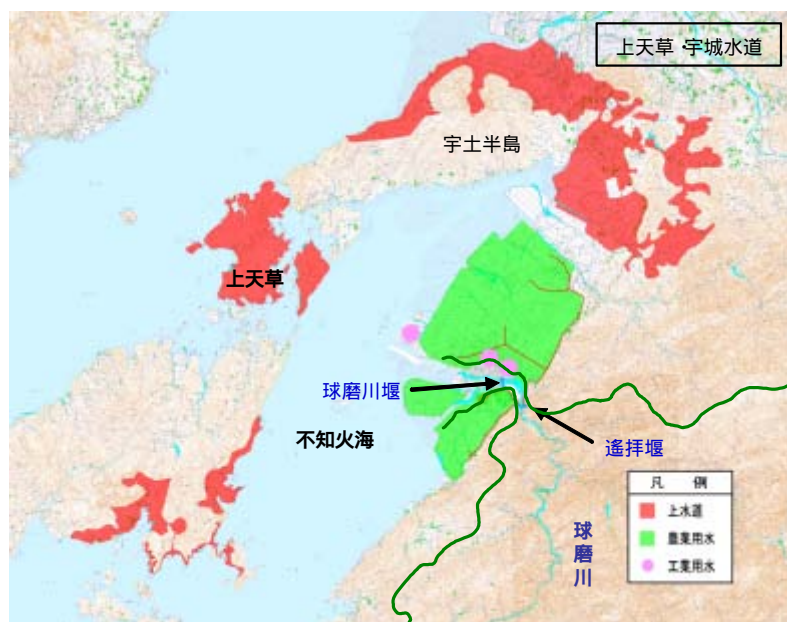 上天草・宇城水道
宇土半島
上天草
球磨川堰
不知火海
遙拝堰
球磨川
凡例
上水道
農業用水
工業用水